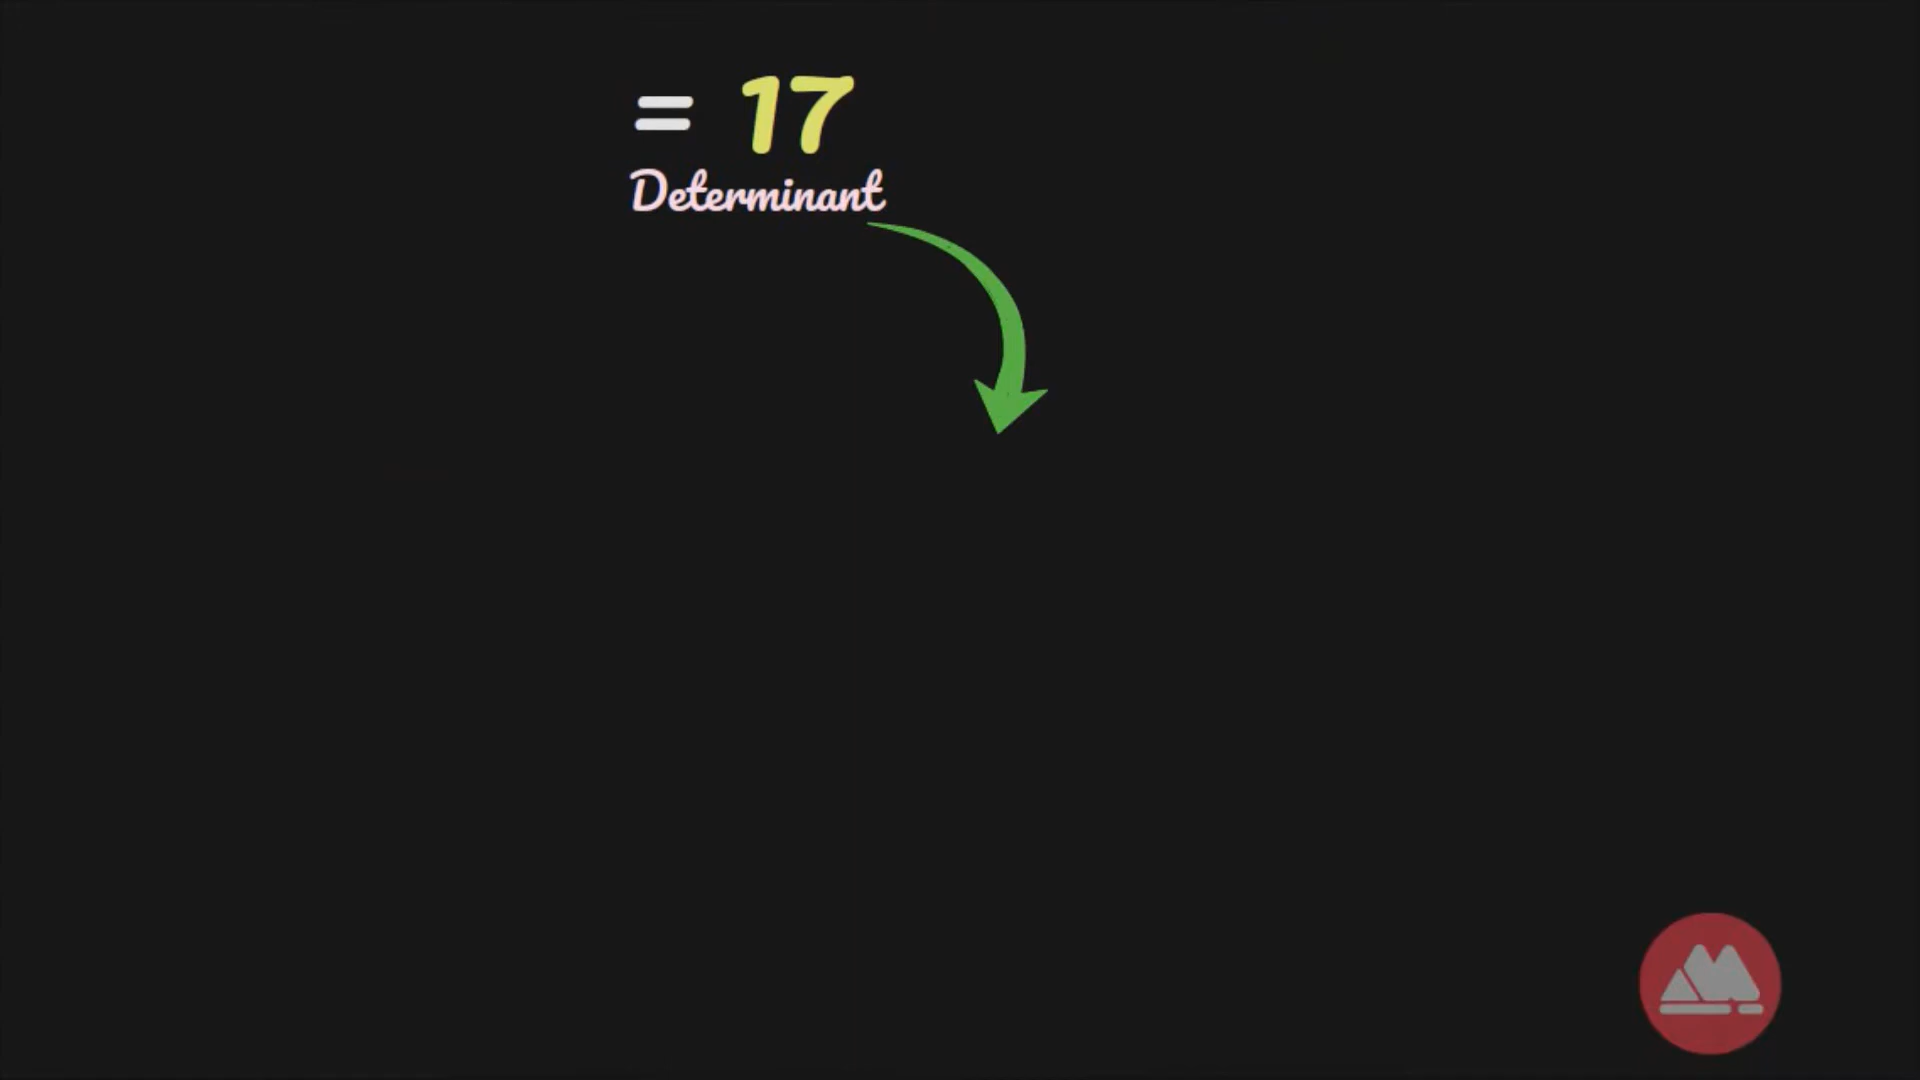 = 17
Determinant